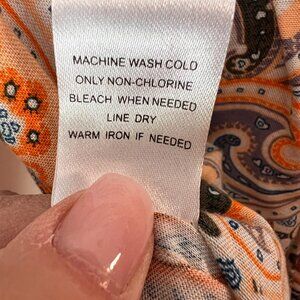 MACHINE WASH COLD
ONLY NON-CHLORINE
BLEACH WHEN NEEDED
LINE DRY
WARM IRON IF NEEDED